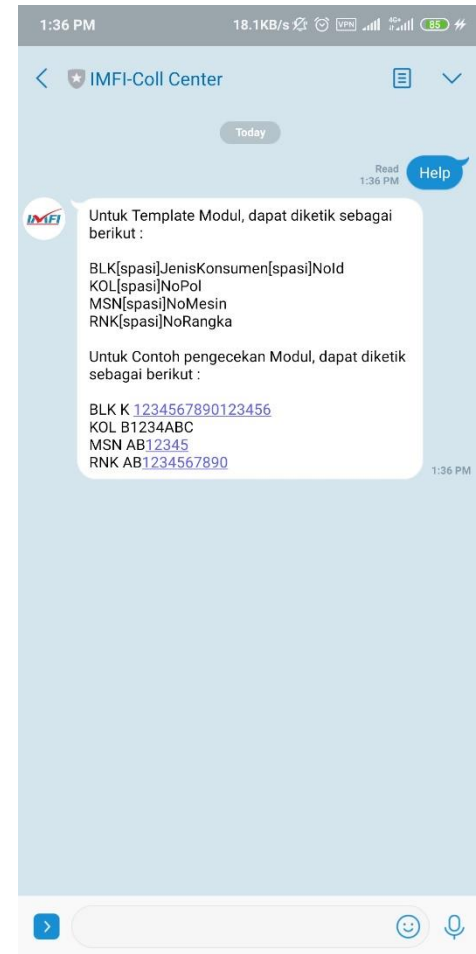 1:36 PM 18.1KB/s VPN 4G+ 85
IMFI-Coll Center
Today
Read
1:36 PM
Help
IMFI
Untuk Template Modul, dapat diketik sebagai
berikut :
BLK[spasi]JenisKonsumen[spasi]NoId
KOL[spasi]NoPol
MSN[spasi]NoMesin
RNK[spasi]NoRangka
Untuk Contoh pengecekan Modul, dapat diketik
sebagai berikut :
BLK K 1234567890123456
KOL B1234ABC
MSN AB12345
RNK AB1234567890
1:36 PM